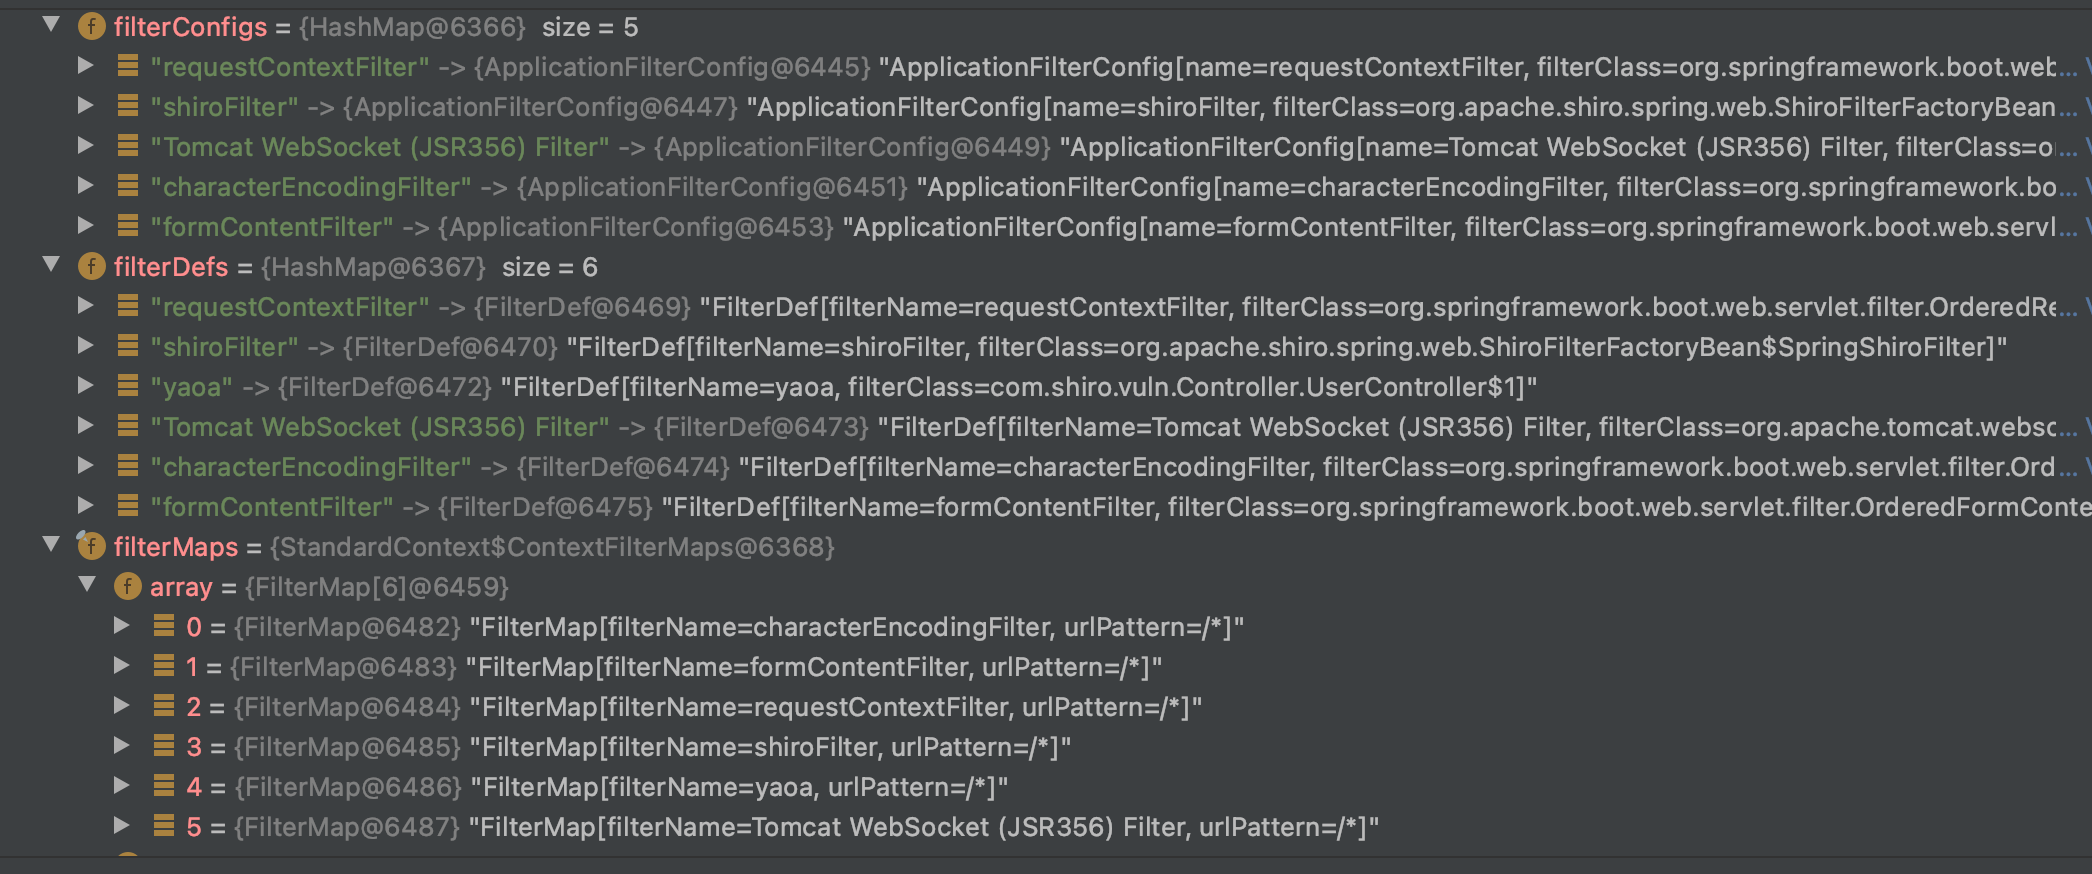 filterConfigs = {HashMap@6366} size = 5
"requestContextFilter" -> {ApplicationFilterConfig@6445} "ApplicationFilterConfig[name=requestContextFilter, filterClass=org.springframework.boot.web...
"shiroFilter" -> {ApplicationFilterConfig@6447} "ApplicationFilterConfig[name=shiroFilter, filterClass=org.apache.shiro.spring.web.ShiroFilterFactoryBean...
"Tomcat WebSocket (JSR356) Filter" -> {ApplicationFilterConfig@6449} "ApplicationFilterConfig[name=Tomcat WebSocket (JSR356) Filter, filterClass=o...
"characterEncodingFilter" -> {ApplicationFilterConfig@6451} "ApplicationFilterConfig[name=characterEncodingFilter, filterClass=org.springframework.bo...
"formContentFilter" -> {ApplicationFilterConfig@6453} "ApplicationFilterConfig[name=formContentFilter, filterClass=org.springframework.boot.web.servl...
filterDefs = {HashMap@6367} size = 6
"requestContextFilter" -> {FilterDef@6469} "FilterDef[filterName=requestContextFilter, filterClass=org.springframework.boot.web.servlet.filter.OrderedRe...
"shiroFilter" -> {FilterDef@6470} "FilterDef[filterName=shiroFilter, filterClass=org.apache.shiro.spring.web.ShiroFilterFactoryBean$SpringShiroFilter]"
"yaoa" -> {FilterDef@6472} "FilterDef[filterName=yaoa, filterClass=com.shiro.vuln.Controller.UserController$1]"
"Tomcat WebSocket (JSR356) Filter" -> {FilterDef@6473} "FilterDef[filterName=Tomcat WebSocket (JSR356) Filter, filterClass=org.apache.tomcat.websc...
"characterEncodingFilter" -> {FilterDef@6474} "FilterDef[filterName=characterEncodingFilter, filterClass=org.springframework.boot.web.servlet.filter.Ord...
"formContentFilter" -> {FilterDef@6475} "FilterDef[filterName=formContentFilter, filterClass=org.springframework.boot.web.servlet.filter.OrderedFormConte
filterMaps = {StandardContext$ContextFilterMaps@6368}
array = {FilterMap[6]@6459}
0 = {FilterMap@6482} "FilterMap[filterName=characterEncodingFilter, urlPattern=/*]"
1 = {FilterMap@6483} "FilterMap[filterName=formContentFilter, urlPattern=/*]"
2 = {FilterMap@6484} "FilterMap[filterName=requestContextFilter, urlPattern=/*]"
3 = {FilterMap@6485} "FilterMap[filterName=shiroFilter, urlPattern=/*]"
4 = {FilterMap@6486} "FilterMap[filterName=yaoa, urlPattern=/*]"
5 = {FilterMap@6487} "FilterMap[filterName=Tomcat WebSocket (JSR356) Filter, urlPattern=/*]"